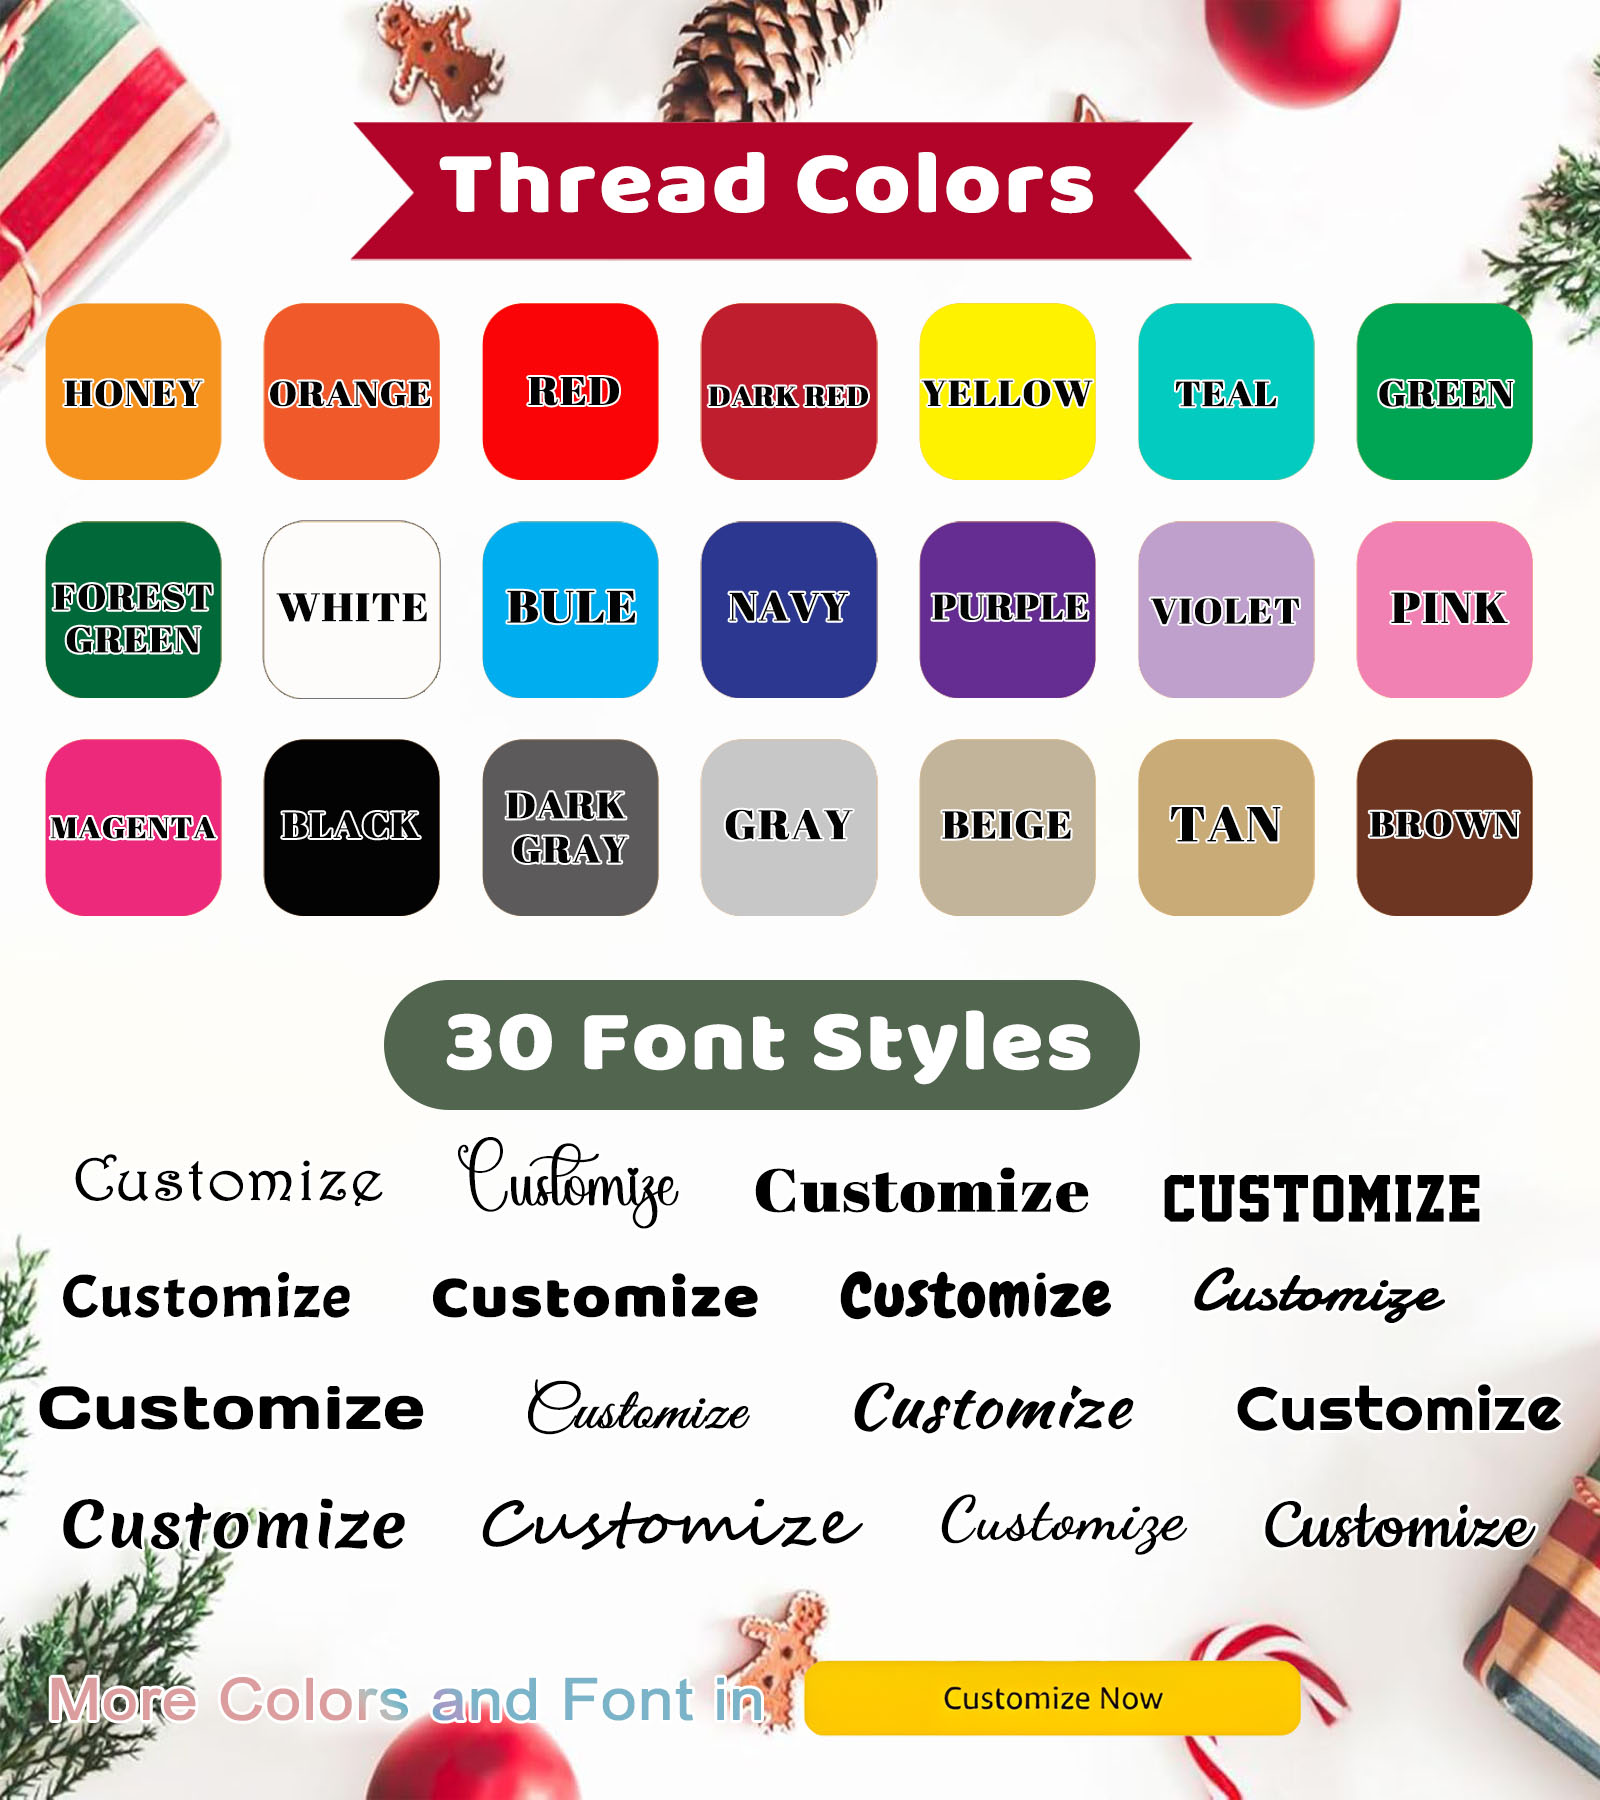 Thread Colors
HONEY ORANGE RED DARK RED YELLOW TEAL GREEN
FOREST GREEN WHITE BULE NAVY PURPLE VIOLET PINK
MAGENTA BLACK DARK GRAY GRAY BEIGE TAN BROWN
30 Font Styles
Customize Customize Customize CUSTOMIZE
Customize Customize Customize Customize
Customize Customize Customize Customize
Customize Customize Customize Customize
More Colors and Font in Customize Now